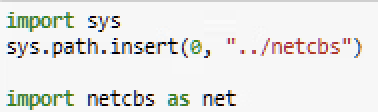 import sys
sys.path.insert(0, "../netcbs")
import netcbs as net